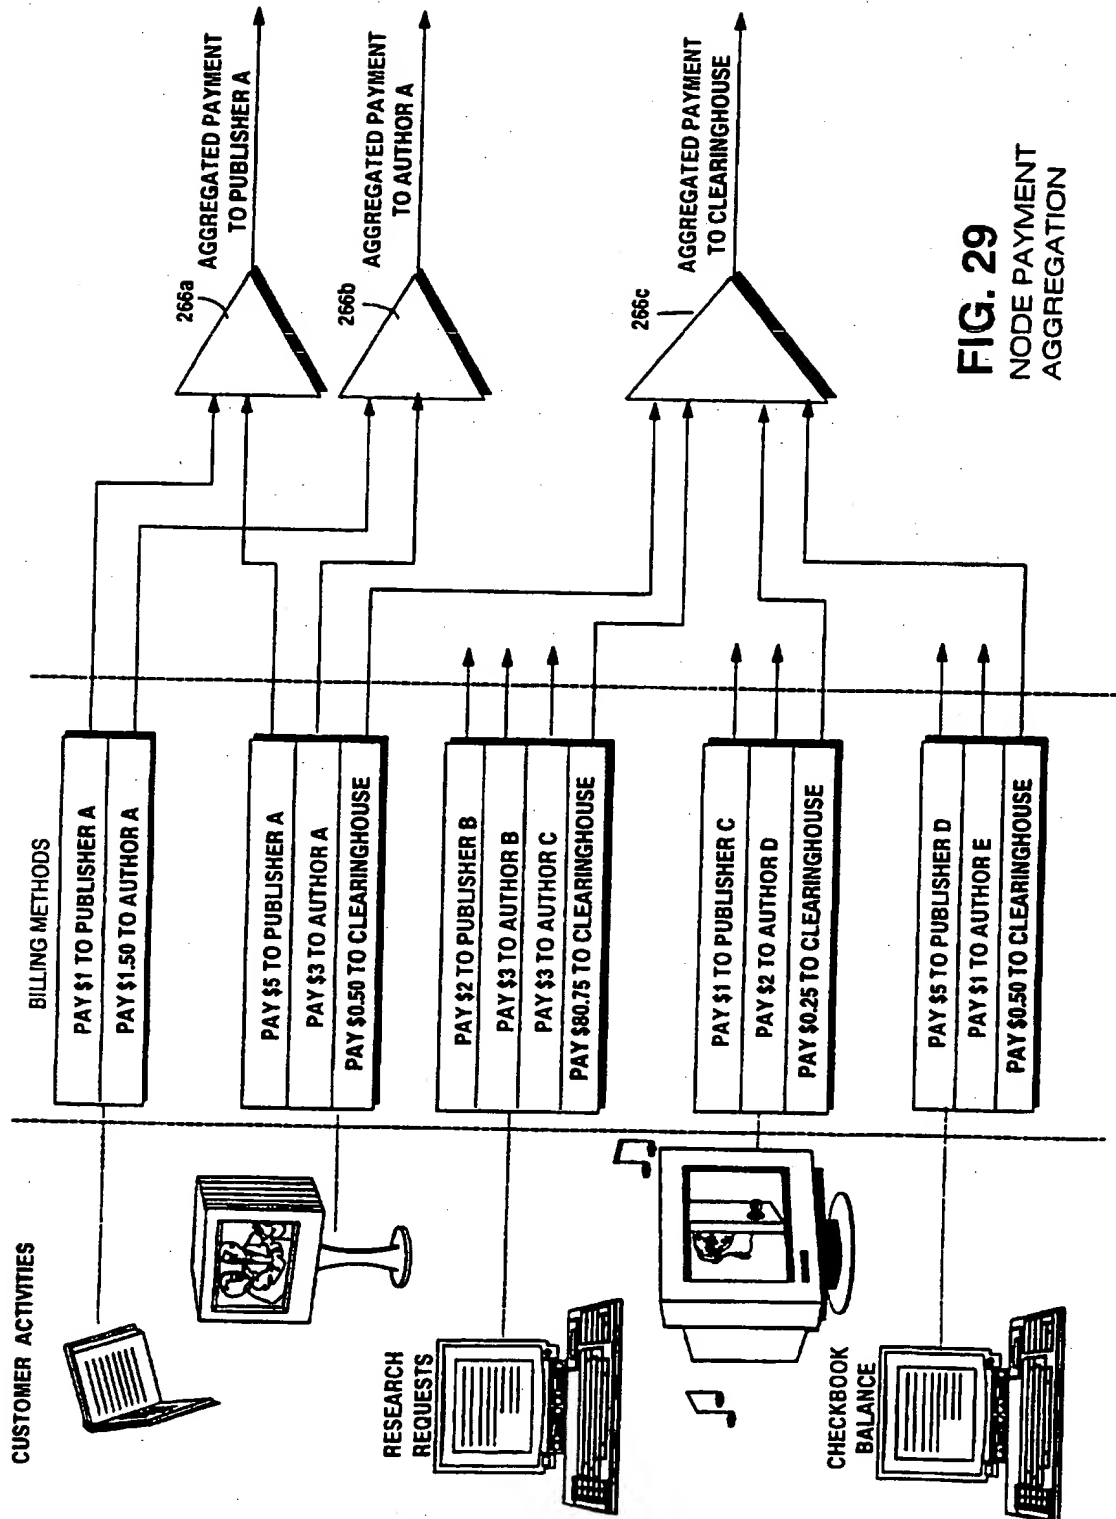 CUSTOMER ACTIVITIES
RESEARCH
REQUESTS
CHECKBOOK
BALANCE
BILLING METHODS
PAY $1 TO PUBLISHER A
PAY $1.50 TO AUTHOR A
PAY $5 TO PUBLISHER A
PAY $3 TO AUTHOR A
PAY $0.50 TO CLEARINGHOUSE
PAY $2 TO PUBLISHER B
PAY $3 TO AUTHOR B
PAY $3 TO AUTHOR C
PAY $80.75 TO CLEARINGHOUSE
PAY $1 TO PUBLISHER C
PAY $2 TO AUTHOR D
PAY $0.25 TO CLEARINGHOUSE
PAY $5 TO PUBLISHER D
PAY $1 TO AUTHOR E
PAY $0.50 TO CLEARINGHOUSE
266a
AGGREGATED PAYMENT
TO PUBLISHER A
266b
AGGREGATED PAYMENT
TO AUTHOR A
266c
AGGREGATED PAYMENT
TO CLEARINGHOUSE
FIG. 29
NODE PAYMENT
AGGREGATION